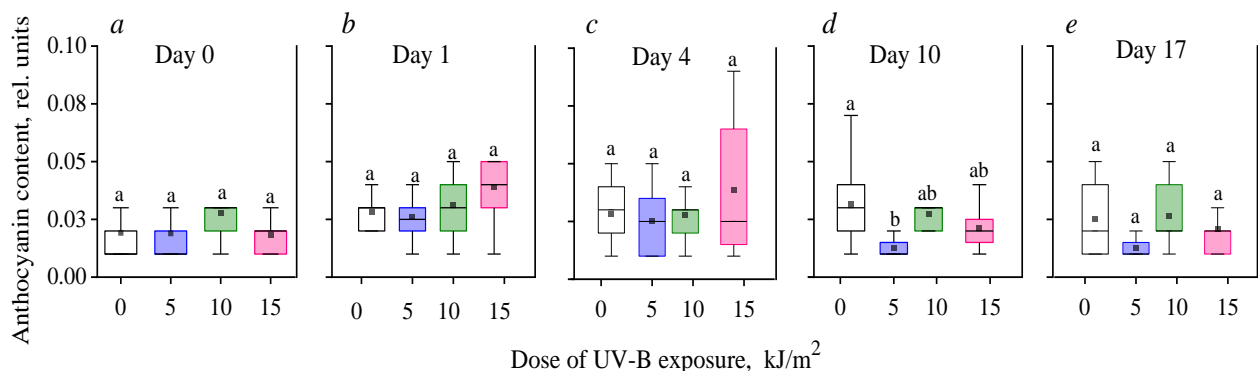 a b c d e
Day 0 Day 1 Day 4 Day 10 Day 17
Anthocyanin content, rel. units
0.10
0.08
0.05
0.03
0.00
a a a a
a a a a
a a a a
a b ab ab
a a a a
0 5 10 15 0 5 10 15 0 5 10 15 0 5 10 15 0 5 10 15
Dose of UV-B exposure, kJ/m²